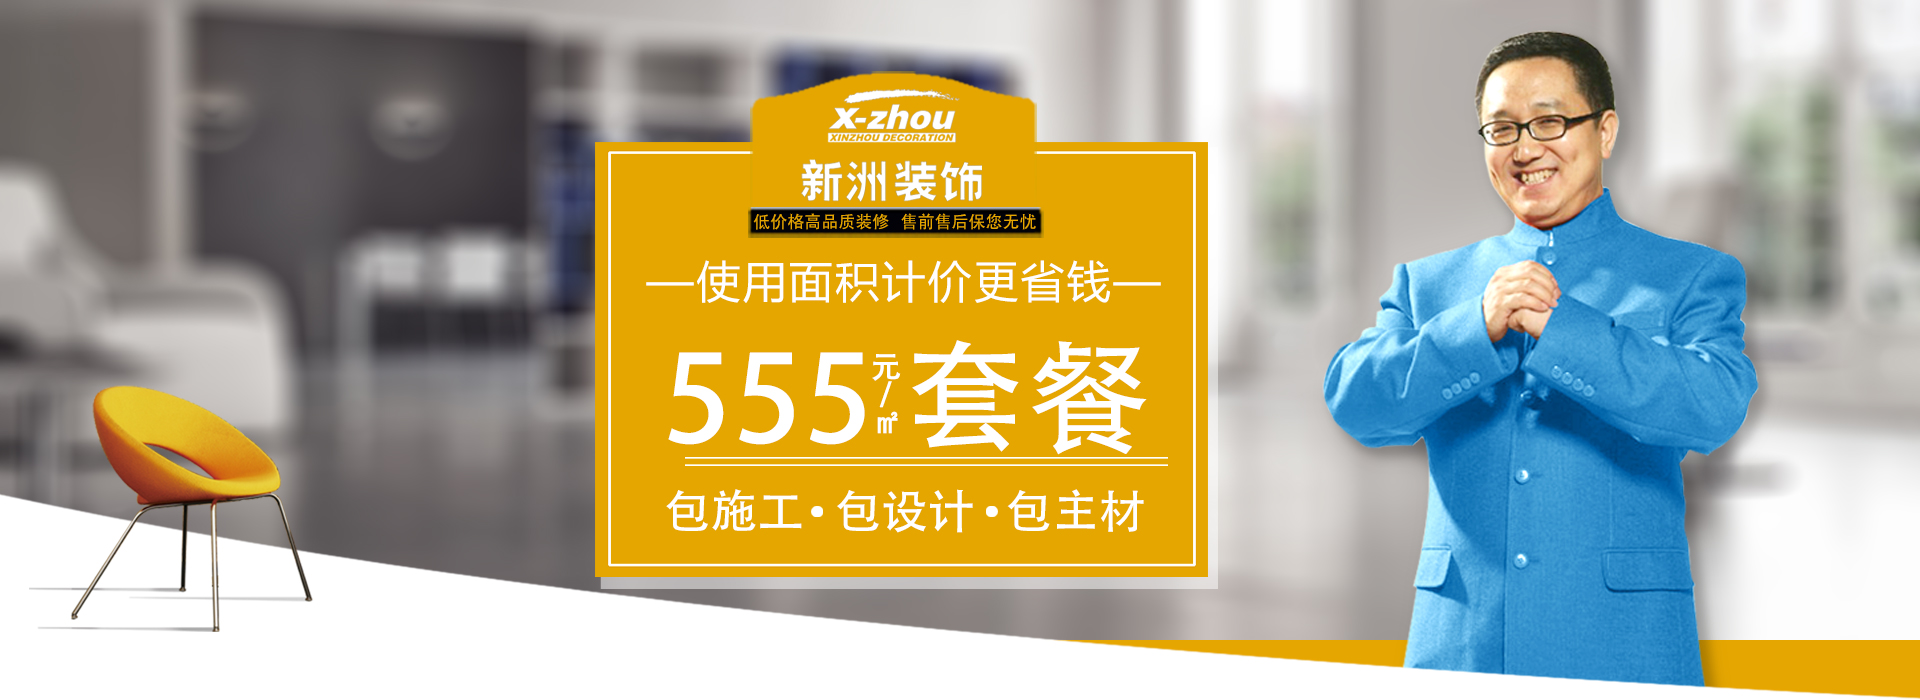 x-zhou
XINZHOU DECORATION
新洲装饰
低价格高品质装修 售前售后保您无忧
—使用面积计价更省钱—
555元/㎡套餐
包施工•包设计•包主材